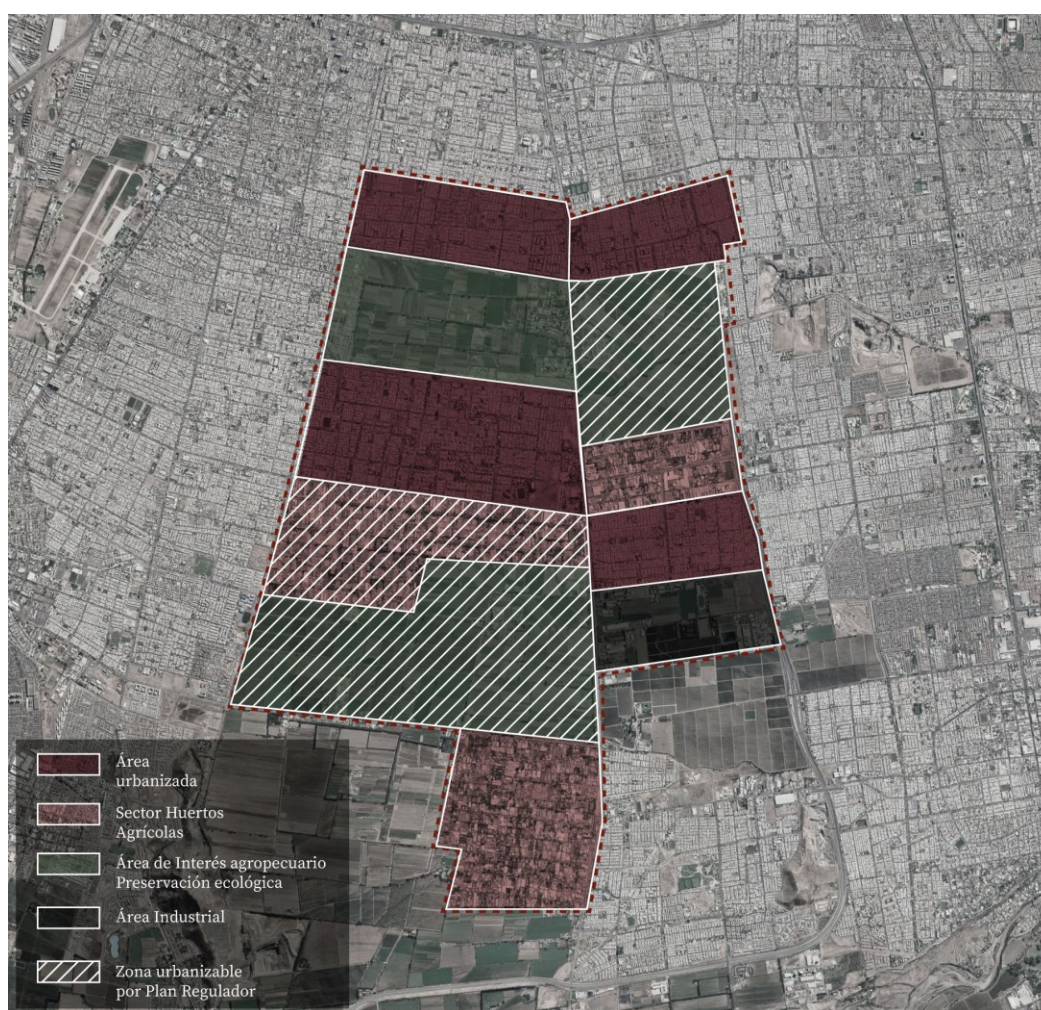 Área
urbanizada
Sector Huertos
Agrícolas
Área de Interés agropecuario
Preservación ecológica
Área Industrial
Zona urbanizable
por Plan Regulador